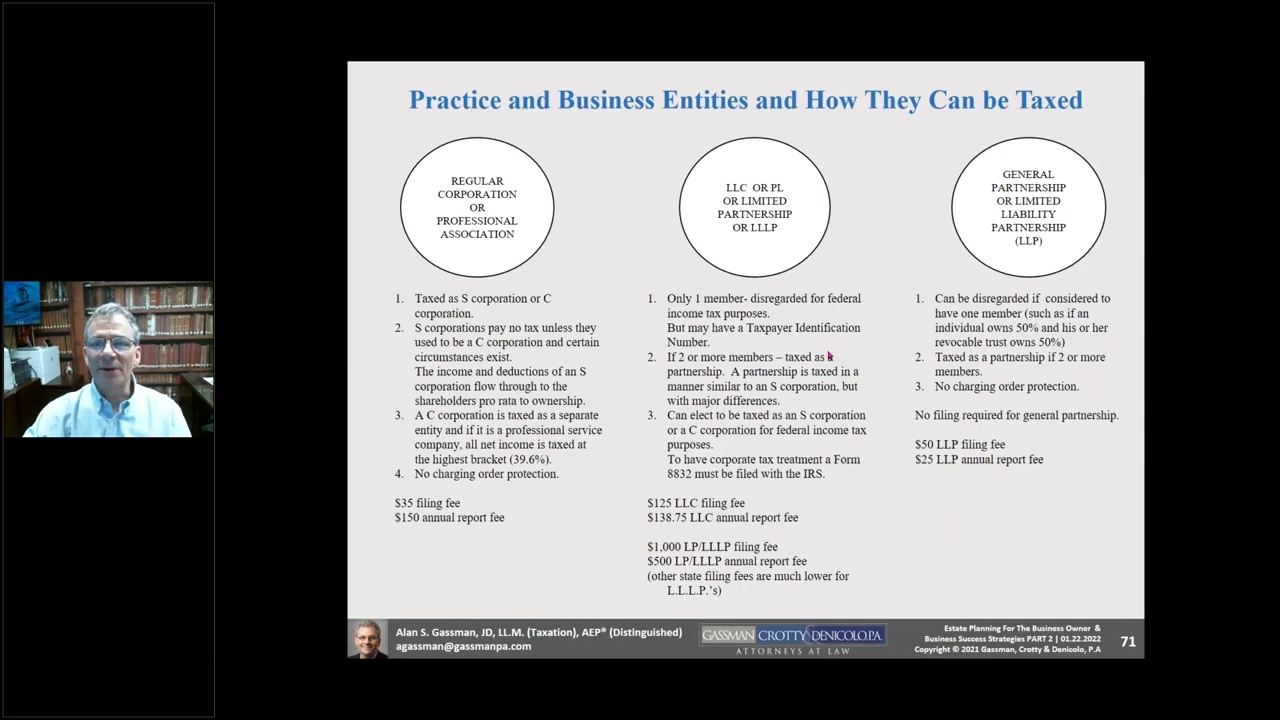 Practice and Business Entities and How They Can be Taxed
REGULAR
CORPORATION
OR
PROFESSIONAL
ASSOCIATION
LLC OR PL
OR LIMITED
PARTNERSHIP
OR LLLP
GENERAL
PARTNERSHIP
OR LIMITED
LIABILITY
PARTNERSHIP
(LLP)
1. Taxed as S corporation or C
corporation.
2. S corporations pay no tax unless they
used to be a C corporation and certain
circumstances exist.
The income and deductions of an S
corporation flow through to the
shareholders pro rata to ownership.
3. A C corporation is taxed as a separate
entity and if it is a professional service
company, all net income is taxed at
the highest bracket (39.6%).
4. No charging order protection.
$35 filing fee
$150 annual report fee
1. Only 1 member- disregarded for federal
income tax purposes.
But may have a Taxpayer Identification
Number.
2. If 2 or more members – taxed as a
partnership. A partnership is taxed in a
manner similar to an S corporation, but
with major differences.
3. Can elect to be taxed as an S corporation
or a C corporation for federal income tax
purposes.
To have corporate tax treatment a Form
8832 must be filed with the IRS.
$125 LLC filing fee
$138.75 LLC annual report fee
$1,000 LP/LLLP filing fee
$500 LP/LLLP annual report fee
(other state filing fees are much lower for
L.L.L.P.'s)
1. Can be disregarded if considered to
have one member (such as if an
individual owns 50% and his or her
revocable trust owns 50%)
2. Taxed as a partnership if 2 or more
members.
3. No charging order protection.
No filing required for general partnership.
$50 LLP filing fee
$25 LLP annual report fee
Alan S. Gassman, JD, LL.M. (Taxation), AEP® (Distinguished)
agassman@gassmanpa.com
GASSMAN CROTTY DENICOLO, P.A.
ATTORNEYS AT LAW
Estate Planning For The Business Owner &
Business Success Strategies PART 2 | 01.22.2022
Copyright © 2021 Gassman, Crotty & Denicolo, P.A
71